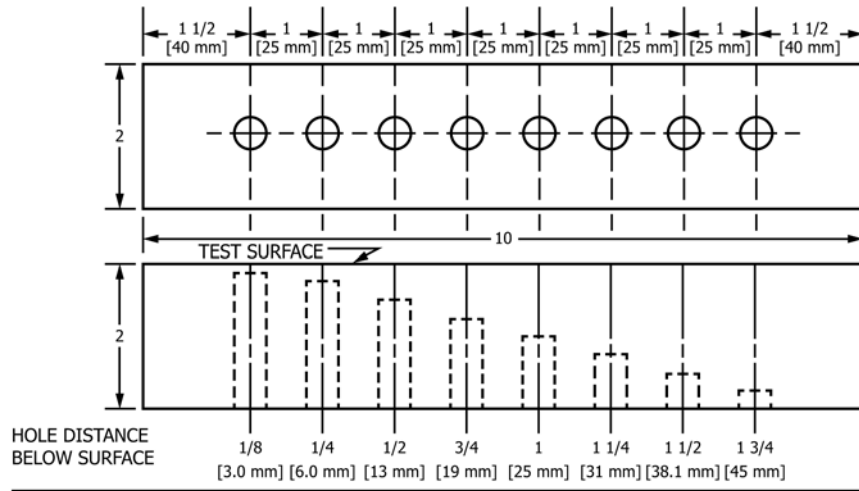 1 1/2 1 1 1 1 1 1 1 1 1/2
[40 mm] [25 mm] [25 mm] [25 mm] [25 mm] [25 mm] [25 mm] [25 mm] [40 mm]
2
10
TEST SURFACE
2
HOLE DISTANCE
BELOW SURFACE
1/8 1/4 1/2 3/4 1 1 1/4 1 1/2 1 3/4
[3.0 mm] [6.0 mm] [13 mm] [19 mm] [25 mm] [31 mm] [38.1 mm] [45 mm]